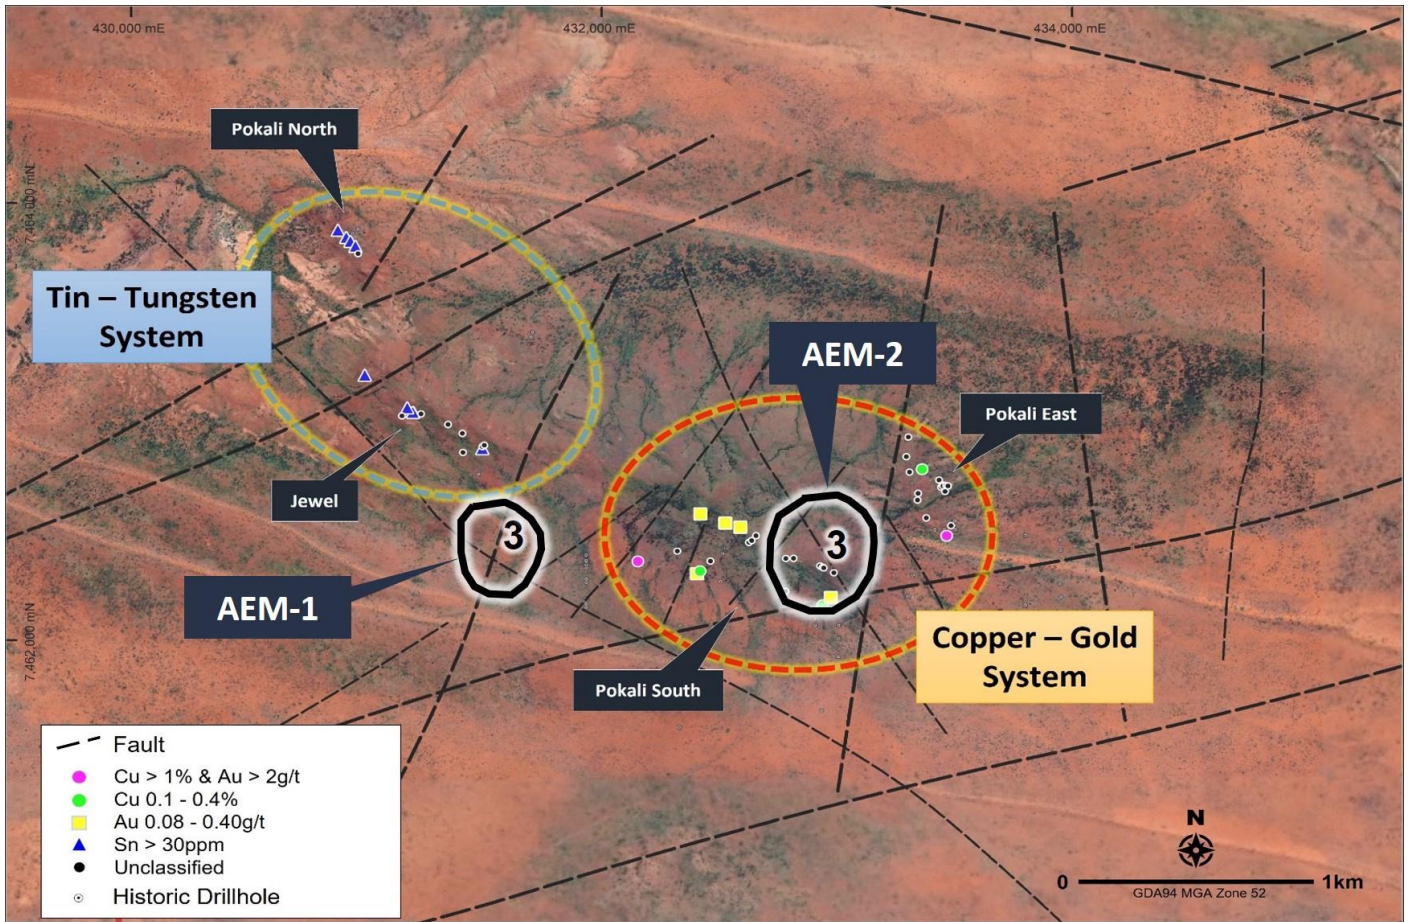 430,000 mE
432,000 mE
434,000 mE
Pokali North
7,464,000 mN
Tin – Tungsten
System
AEM-2
Pokali East
Jewel
3
3
AEM-1
Copper – Gold
System
7,462,000 mN
Pokali South
Fault
Cu > 1% & Au > 2g/t
Cu 0.1 - 0.4%
Au 0.08 - 0.40g/t
Sn > 30ppm
Unclassified
Historic Drillhole
N
0
1km
GDA94 MGA Zone 52